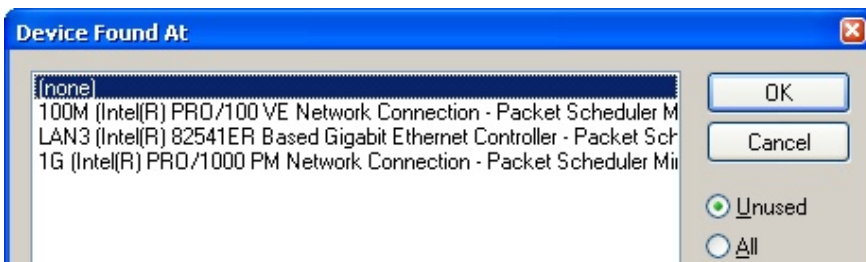 Device Found At
(none)
100M (Intel(R) PRO/100 VE Network Connection - Packet Scheduler M
LAN3 (Intel(R) 82541ER Based Gigabit Ethernet Controller - Packet Sch
1G (Intel(R) PRO/1000 PM Network Connection - Packet Scheduler Mi
OK
Cancel
Unused
All